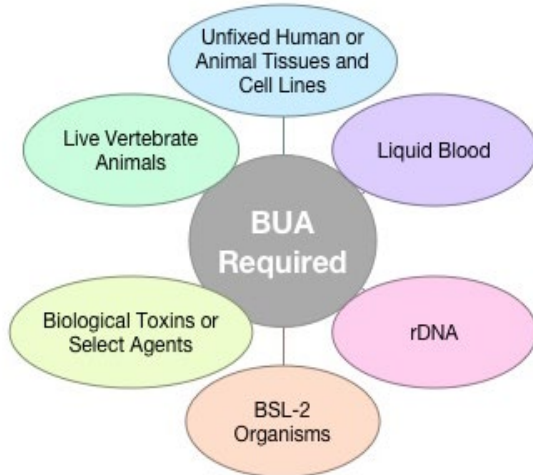 Unfixed Human or
Animal Tissues and
Cell Lines
Live Vertebrate
Animals
Liquid Blood
BUA
Required
Biological Toxins or
Select Agents
rDNA
BSL-2
Organisms